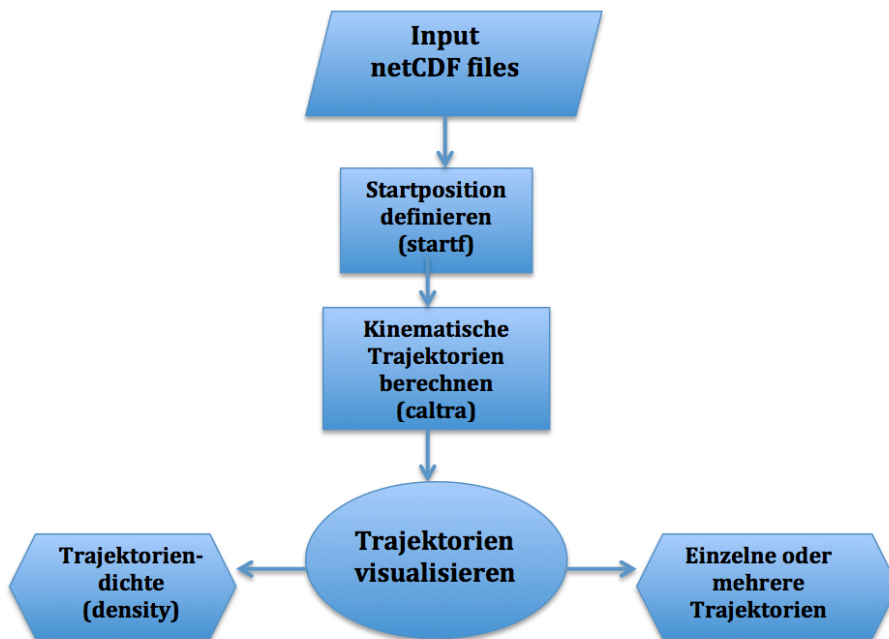 Input
netCDF files
Startposition
definieren
(startf)
Kinematische
Trajektorien
berechnen
(caltra)
Trajektorien
visualisieren
Trajektorien-
dichte
(density)
Einzelne oder
mehrere
Trajektorien